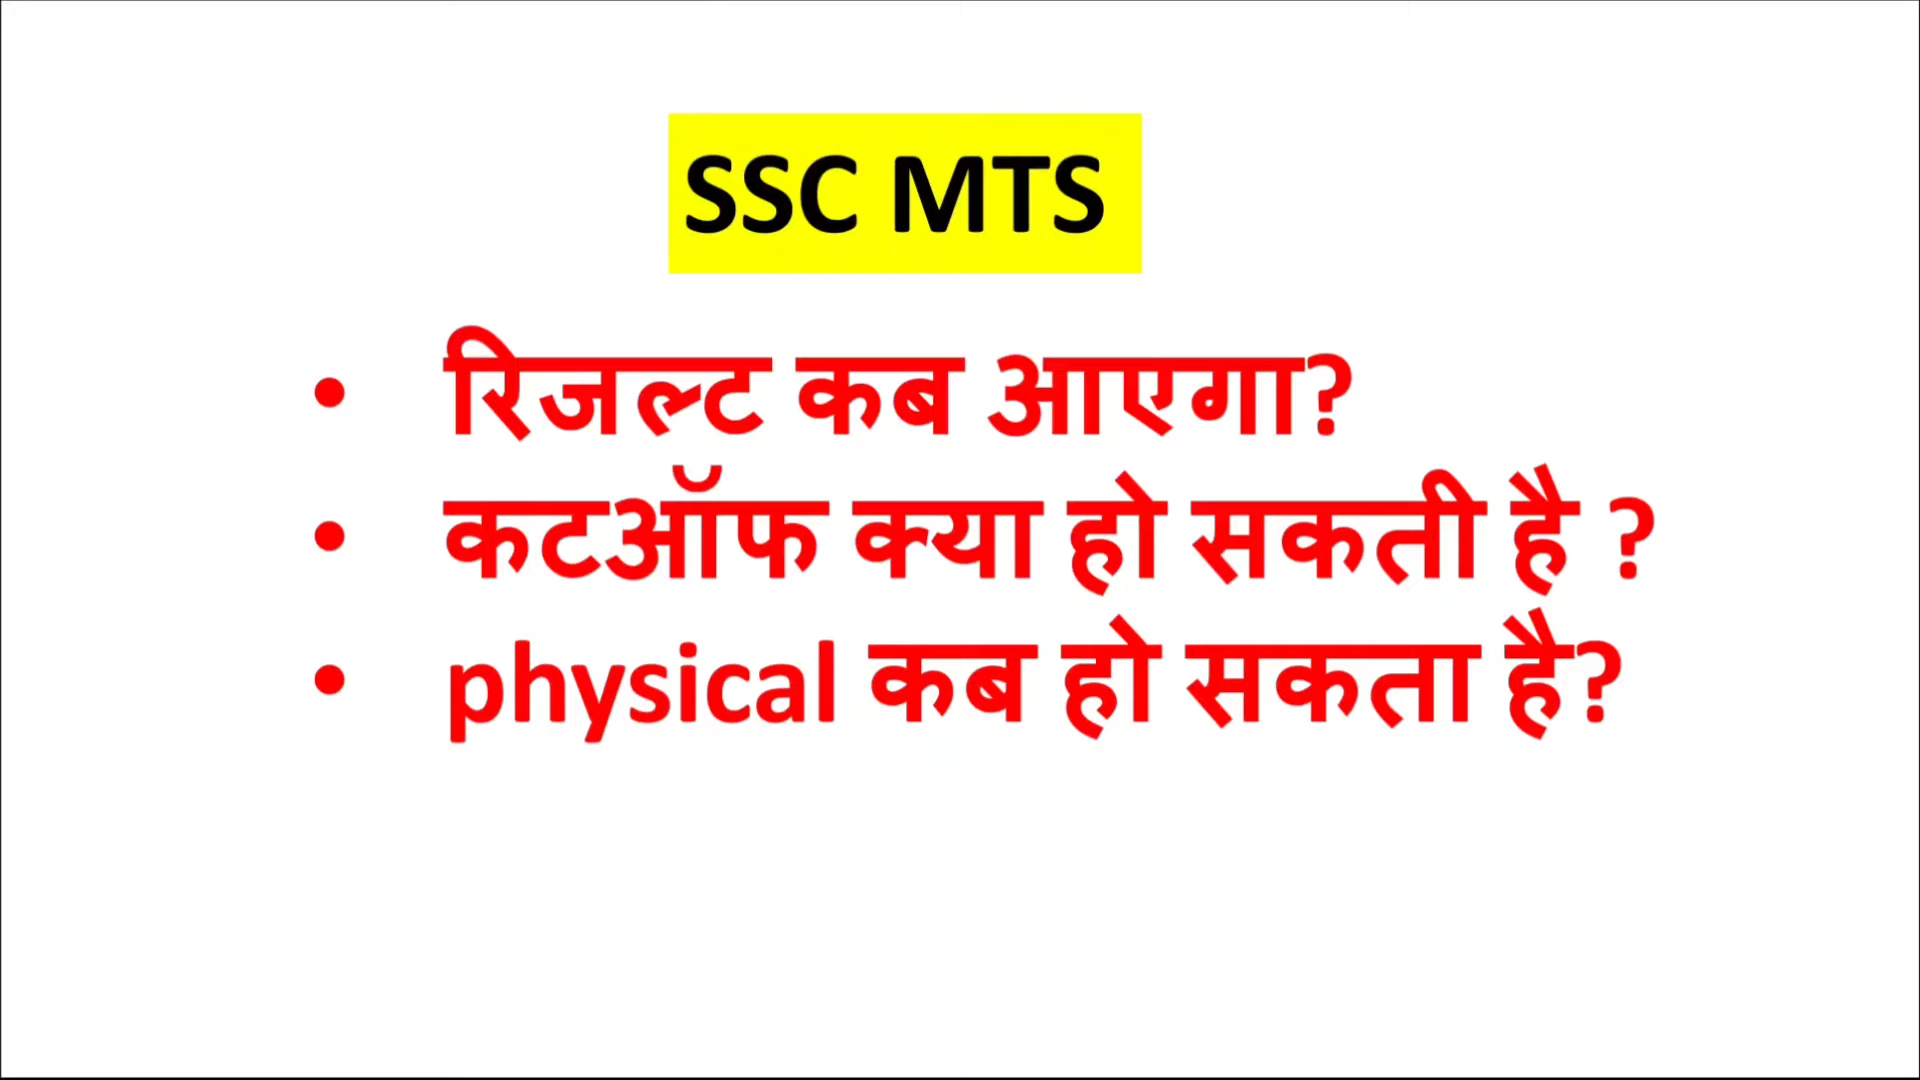 SSC MTS
• रिजल्ट कब आएगा?
• कटऑफ क्या हो सकती है ?
• physical कब हो सकता है?